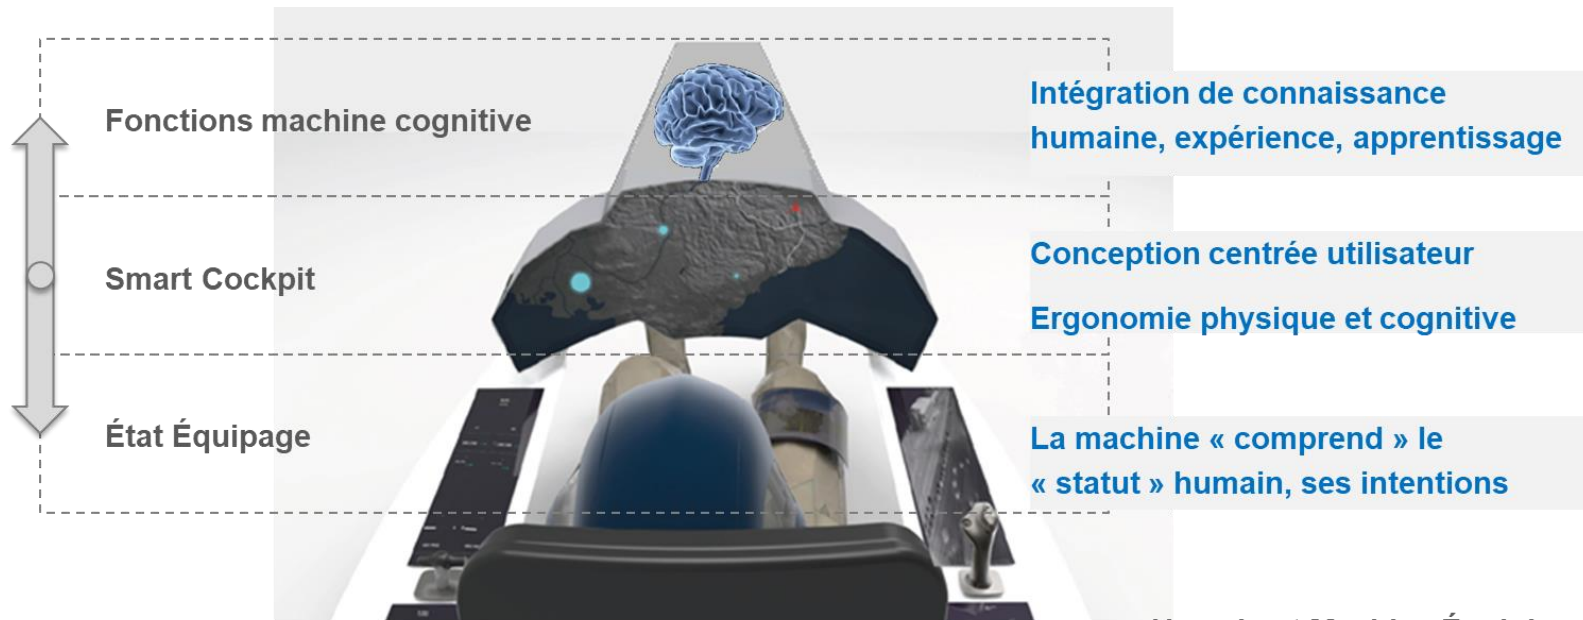 Fonctions machine cognitive
Intégration de connaissance
humaine, expérience, apprentissage
Smart Cockpit
Conception centrée utilisateur
Ergonomie physique et cognitive
État Équipage
La machine « comprend » le
« statut » humain, ses intentions